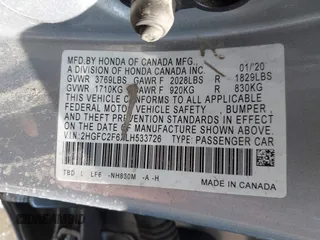 MFD.BY HONDA OF CANADA MFG. 01/20
A DIVISION OF HONDA CANADA INC.
GVWR 3769LBS GAWR F 2028LBS R 1829LBS
GVWR 1710KG GAWR F 920KG R 830KG
THIS VEHICLE CONFORMS TO ALL APPLICABLE
FEDERAL MOTOR VEHICLE SAFETY, BUMPER
AND THEFT PREVENTION STANDARDS IN EFFECT ON
THE DATE OF MANUFACTURE SHOWN ABOVE.
TYPE: PASSENGER CAR
TBD LF6 -NH830M -A -H
MADE IN CANADA